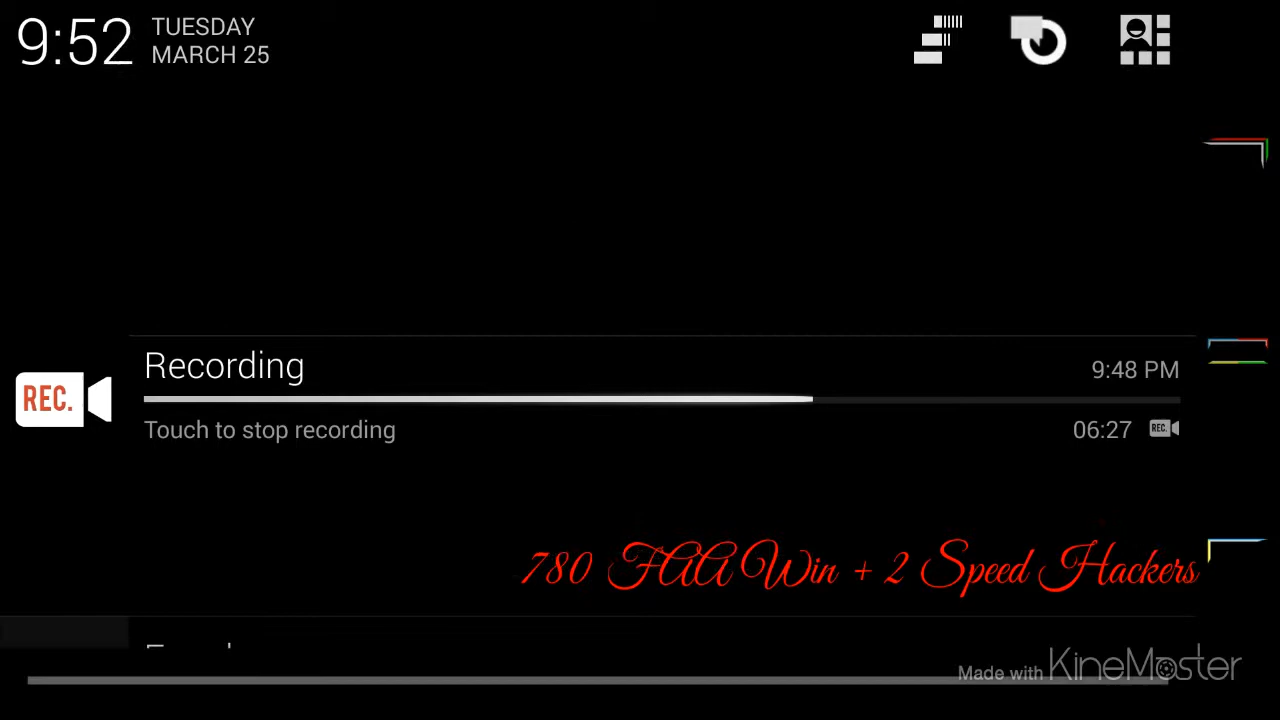 9:52 TUESDAY
MARCH 25
Recording
9:48 PM
REC.
Touch to stop recording
06:27 REC.
780 FAA Win + 2 Speed Hackers
Made with KineMaster